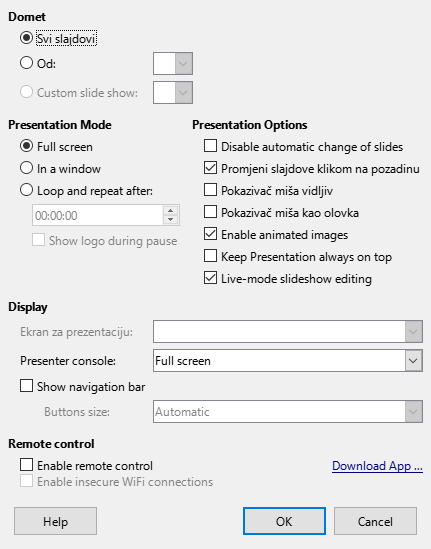 Domet
Svi slajdovi
Od:
Custom slide show:
Presentation Mode
Full screen
In a window
Loop and repeat after:
00:00:00
Show logo during pause
Presentation Options
Disable automatic change of slides
Promjeni slajdove klikom na pozadinu
Pokazivač miša vidljiv
Pokazivač miša kao olovka
Enable animated images
Keep Presentation always on top
Live-mode slideshow editing
Display
Ekran za prezentaciju:
Presenter console: Full screen
Show navigation bar
Buttons size: Automatic
Remote control
Enable remote control Download App ...
Enable insecure WiFi connections
Help OK Cancel